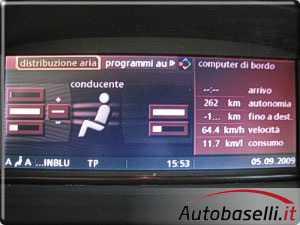 distribuzione aria programmi au
computer di bordo
conducente
--:-- arrivo
262 km autonomia
-1... km fino a dest.
64.4 km/h velocità
11.7 km/l consumo
A A ...INBLU TP 15:53 05.09.2009
Autobaselli.it